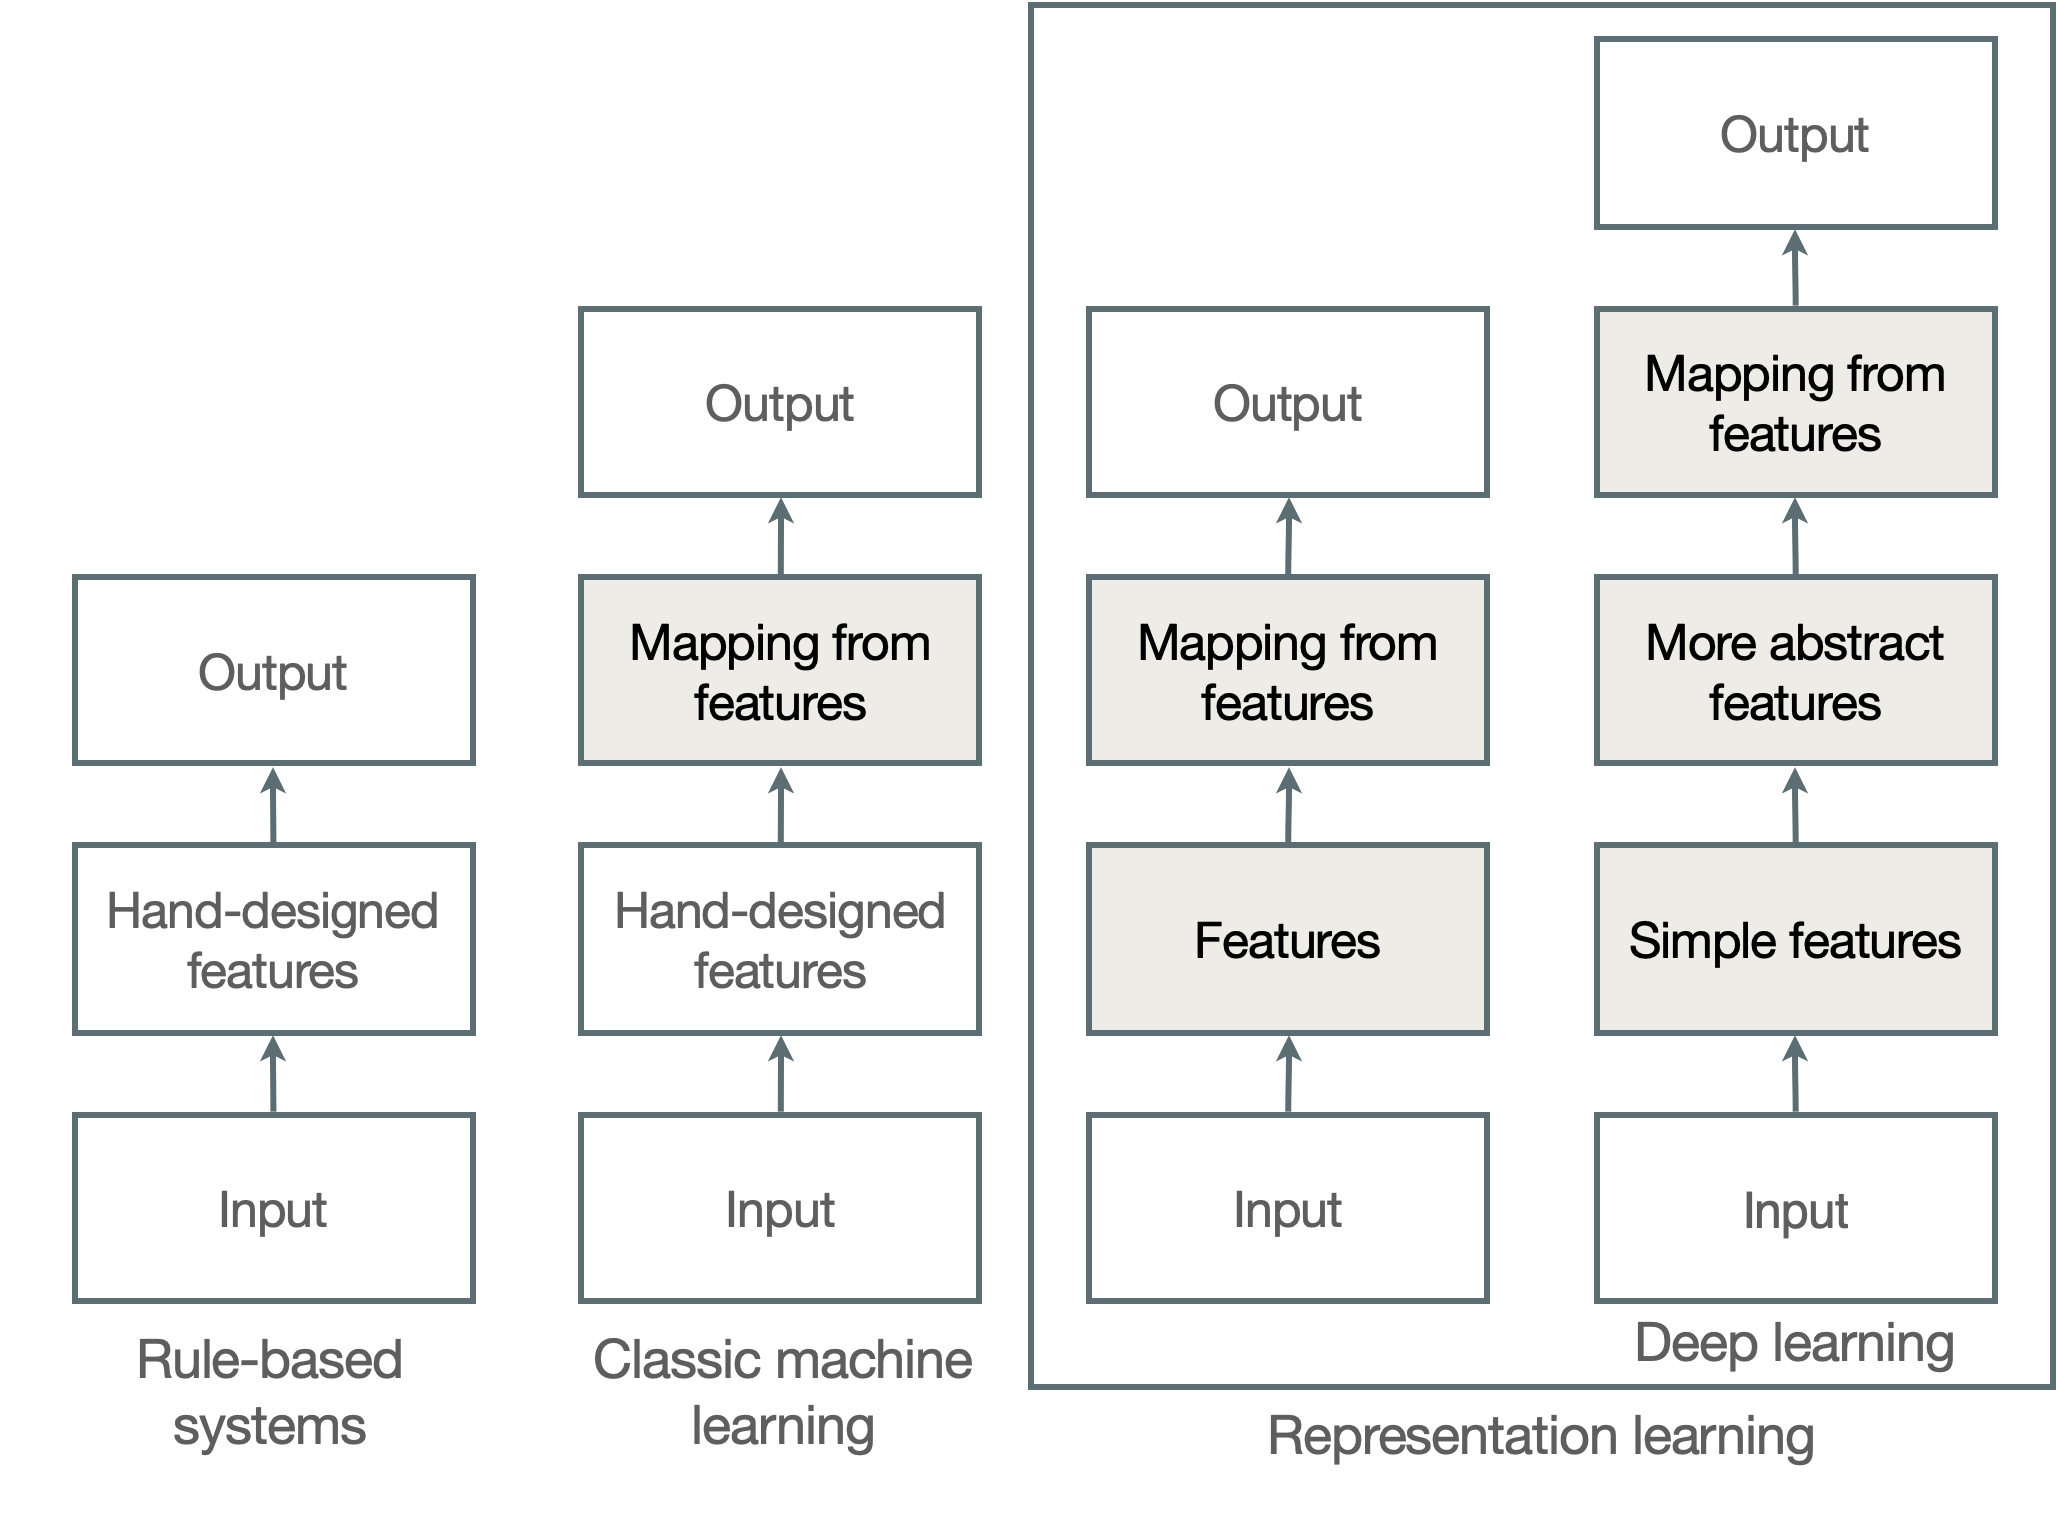 Output
Hand-designed
features
Input
Rule-based
systems
Output
Mapping from
features
Hand-designed
features
Input
Classic machine
learning
Output
Mapping from
features
Features
Input
Output
Mapping from
features
More abstract
features
Simple features
Input
Deep learning
Representation learning